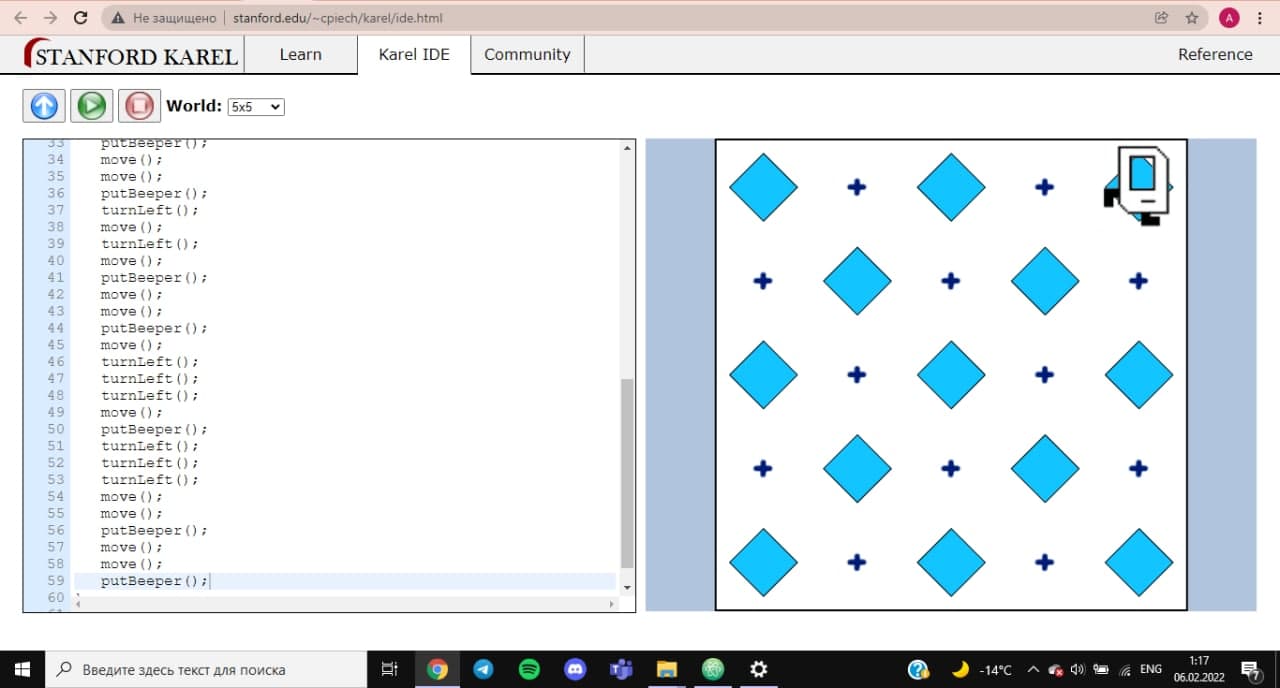 Не защищено stanford.edu/~cpiech/karel/ide.html A
STANFORD KAREL Learn Karel IDE Community Reference
World: 5x5
33 putBeeper();
34 move();
35 move();
36 putBeeper();
37 turnLeft();
38 move();
39 turnLeft();
40 move();
41 putBeeper();
42 move();
43 move();
44 putBeeper();
45 move();
46 turnLeft();
47 turnLeft();
48 turnLeft();
49 move();
50 putBeeper();
51 turnLeft();
52 turnLeft();
53 turnLeft();
54 move();
55 move();
56 putBeeper();
57 move();
58 move();
59 putBeeper();
60
Введите здесь текст для поиска -14°C ENG 1:17
06.02.2022 7